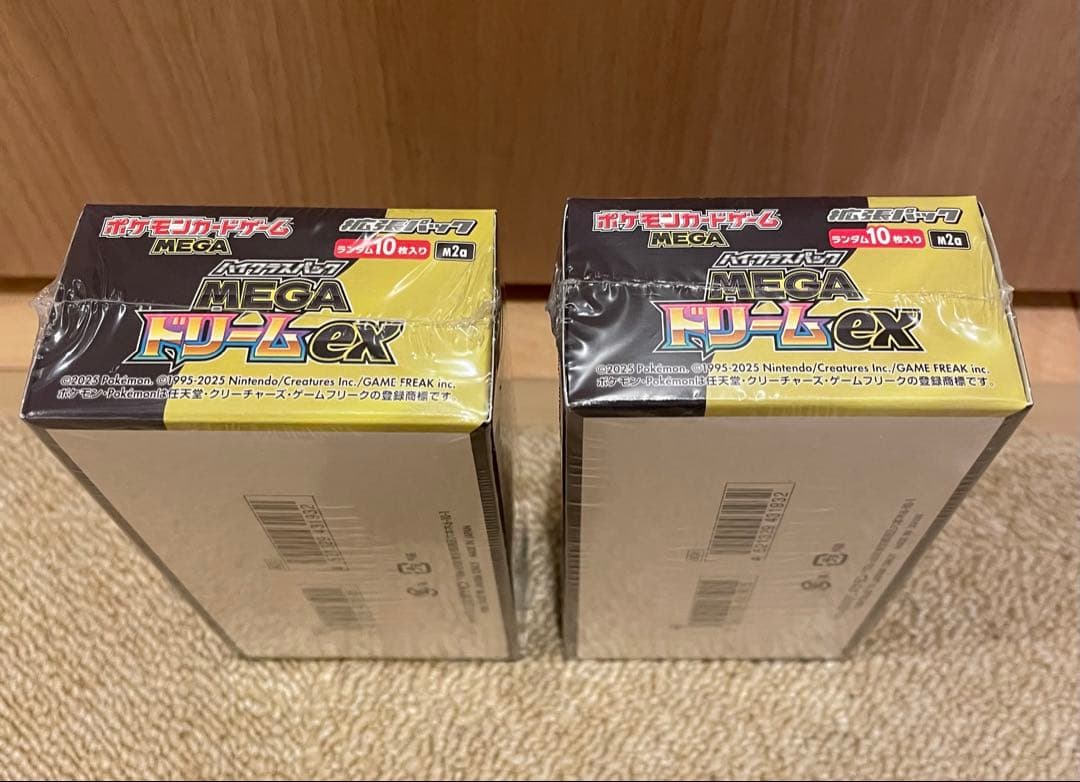 ポケモンカードゲーム
MEGA
拡張パック
ランダム10枚入り
M2a
ハイクラスパック
MEGA
ドリームex
©2025 Pokémon. ©1995-2025 Nintendo/Creatures Inc./GAME FREAK inc.
ポケモン・Pokémonは任天堂・クリーチャーズ・ゲームフリークの登録商標です。
ポケモンカードゲーム
MEGA
拡張パック
ランダム10枚入り
M2a
ハイクラスパック
MEGA
ドリームex
©2025 Pokémon. ©1995-2025 Nintendo/Creatures Inc./GAME FREAK inc.
ポケモン・Pokémonは任天堂・クリーチャーズ・ゲームフリークの登録商標です。
4 521329 431932
4 521329 431932